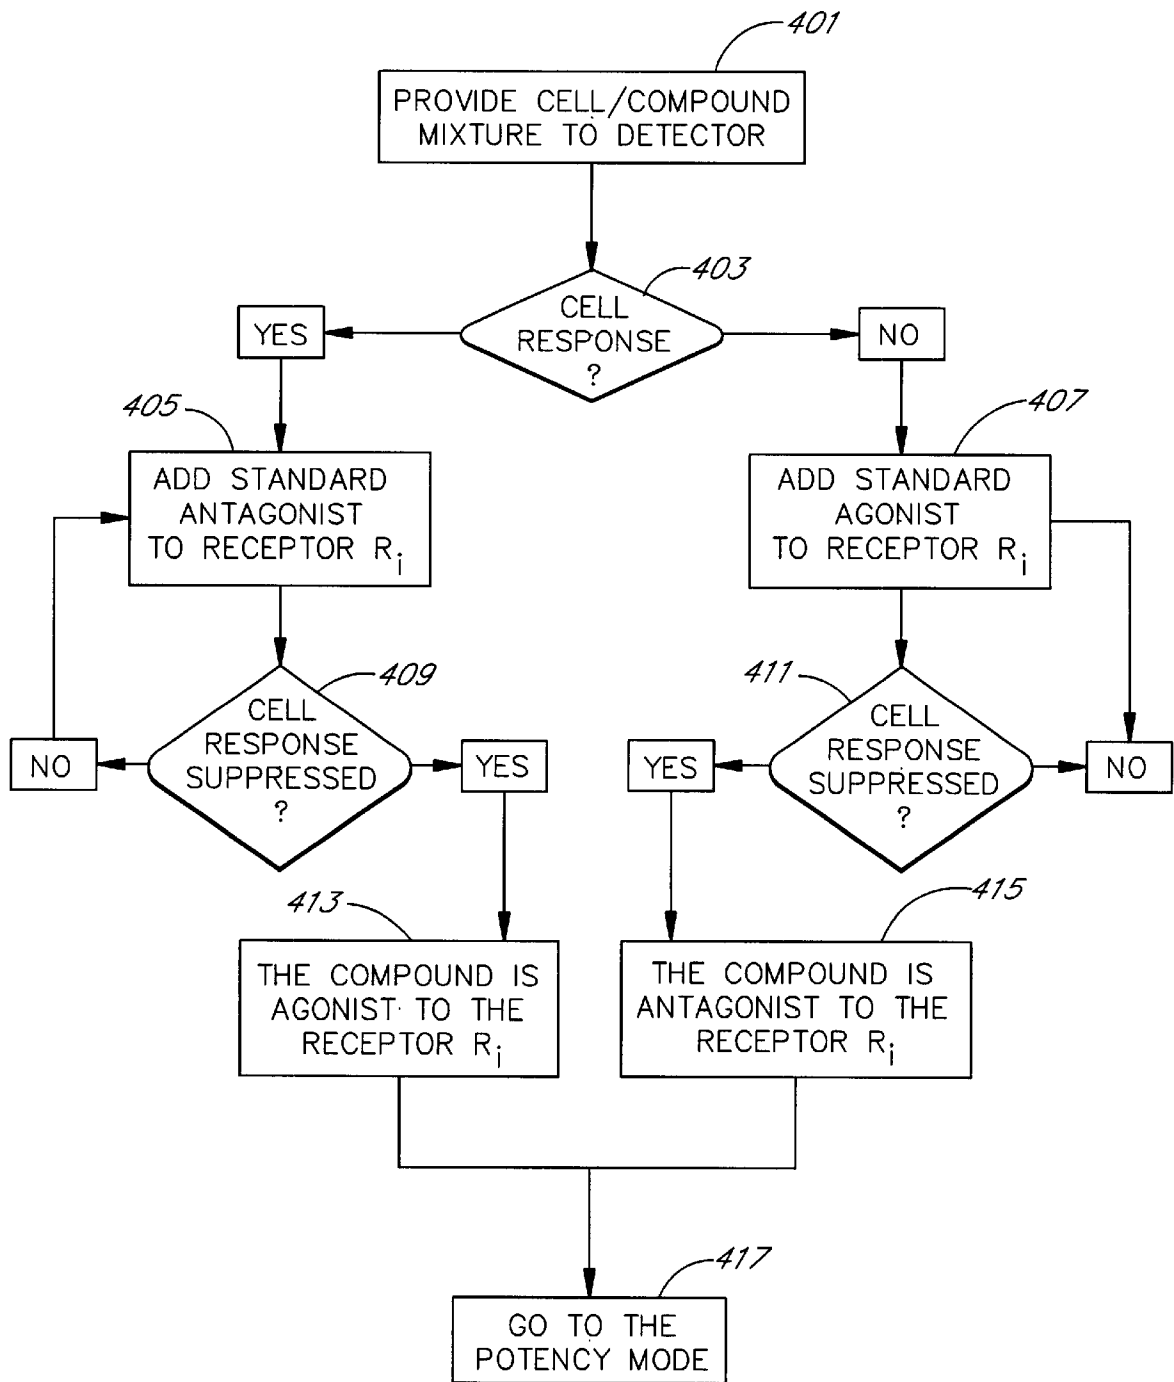 401
PROVIDE CELL/COMPOUND
MIXTURE TO DETECTOR
403
CELL
RESPONSE
?
YES
NO
405
ADD STANDARD
ANTAGONIST
TO RECEPTOR Ri
407
ADD STANDARD
AGONIST
TO RECEPTOR Ri
409
CELL
RESPONSE
SUPPRESSED
?
NO
YES
411
CELL
RESPONSE
SUPPRESSED
?
YES
NO
413
THE COMPOUND IS
AGONIST TO THE
RECEPTOR Ri
415
THE COMPOUND IS
ANTAGONIST TO THE
RECEPTOR Ri
417
GO TO THE
POTENCY MODE